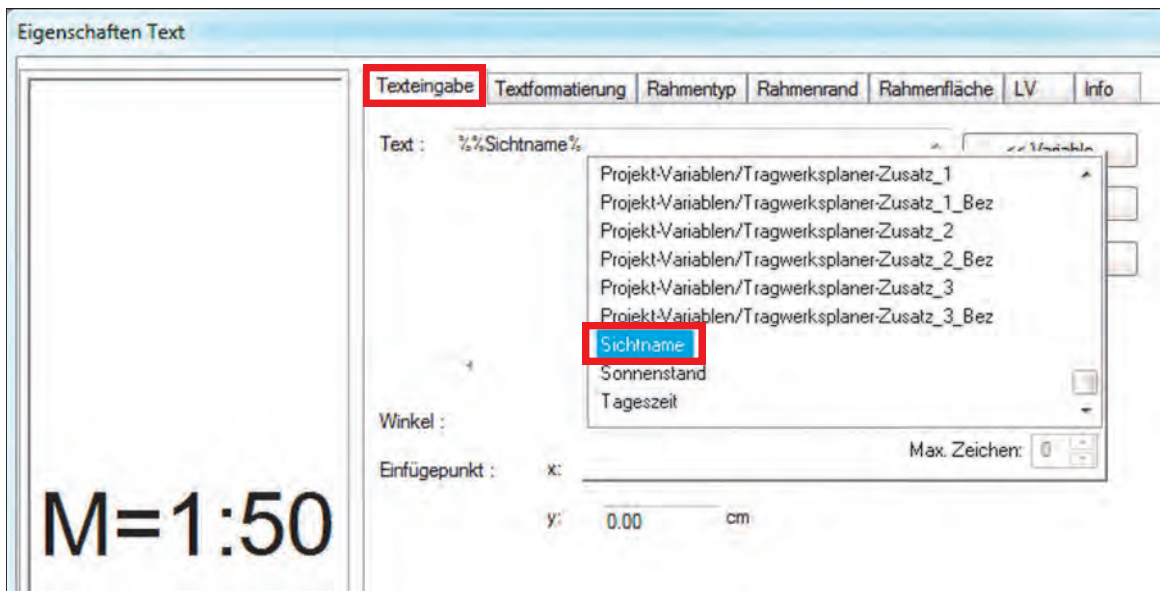 Eigenschaften Text
Texteingabe Textformatierung Rahmentyp Rahmenrand Rahmenfläche LV Info
Text : %%Sichtname% << Variable
Projekt-Variablen/Tragwerksplaner-Zusatz_1
Projekt-Variablen/Tragwerksplaner-Zusatz_1_Bez
Projekt-Variablen/Tragwerksplaner-Zusatz_2
Projekt-Variablen/Tragwerksplaner-Zusatz_2_Bez
Projekt-Variablen/Tragwerksplaner-Zusatz_3
Projekt-Variablen/Tragwerksplaner-Zusatz_3_Bez
Sichtname
Sonnenstand
Tageszeit
Winkel :
Max. Zeichen: 0
Einfügepunkt : x:
y: 0.00 cm
M=1:50